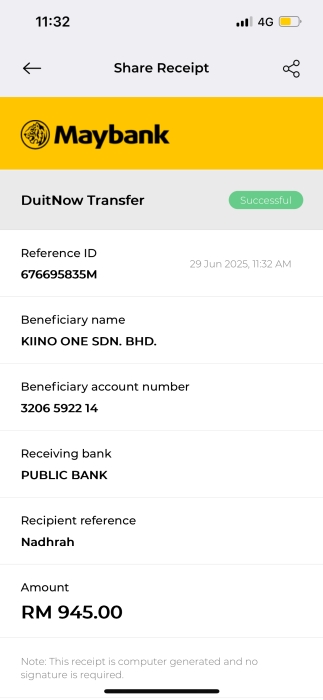 11:32
4G
Share Receipt
Maybank
DuitNow Transfer
Successful
Reference ID
676695835M
29 Jun 2025, 11:32 AM
Beneficiary name
KIINO ONE SDN. BHD.
Beneficiary account number
3206 5922 14
Receiving bank
PUBLIC BANK
Recipient reference
Nadhrah
Amount
RM 945.00
Note: This receipt is computer generated and no
signature is required.